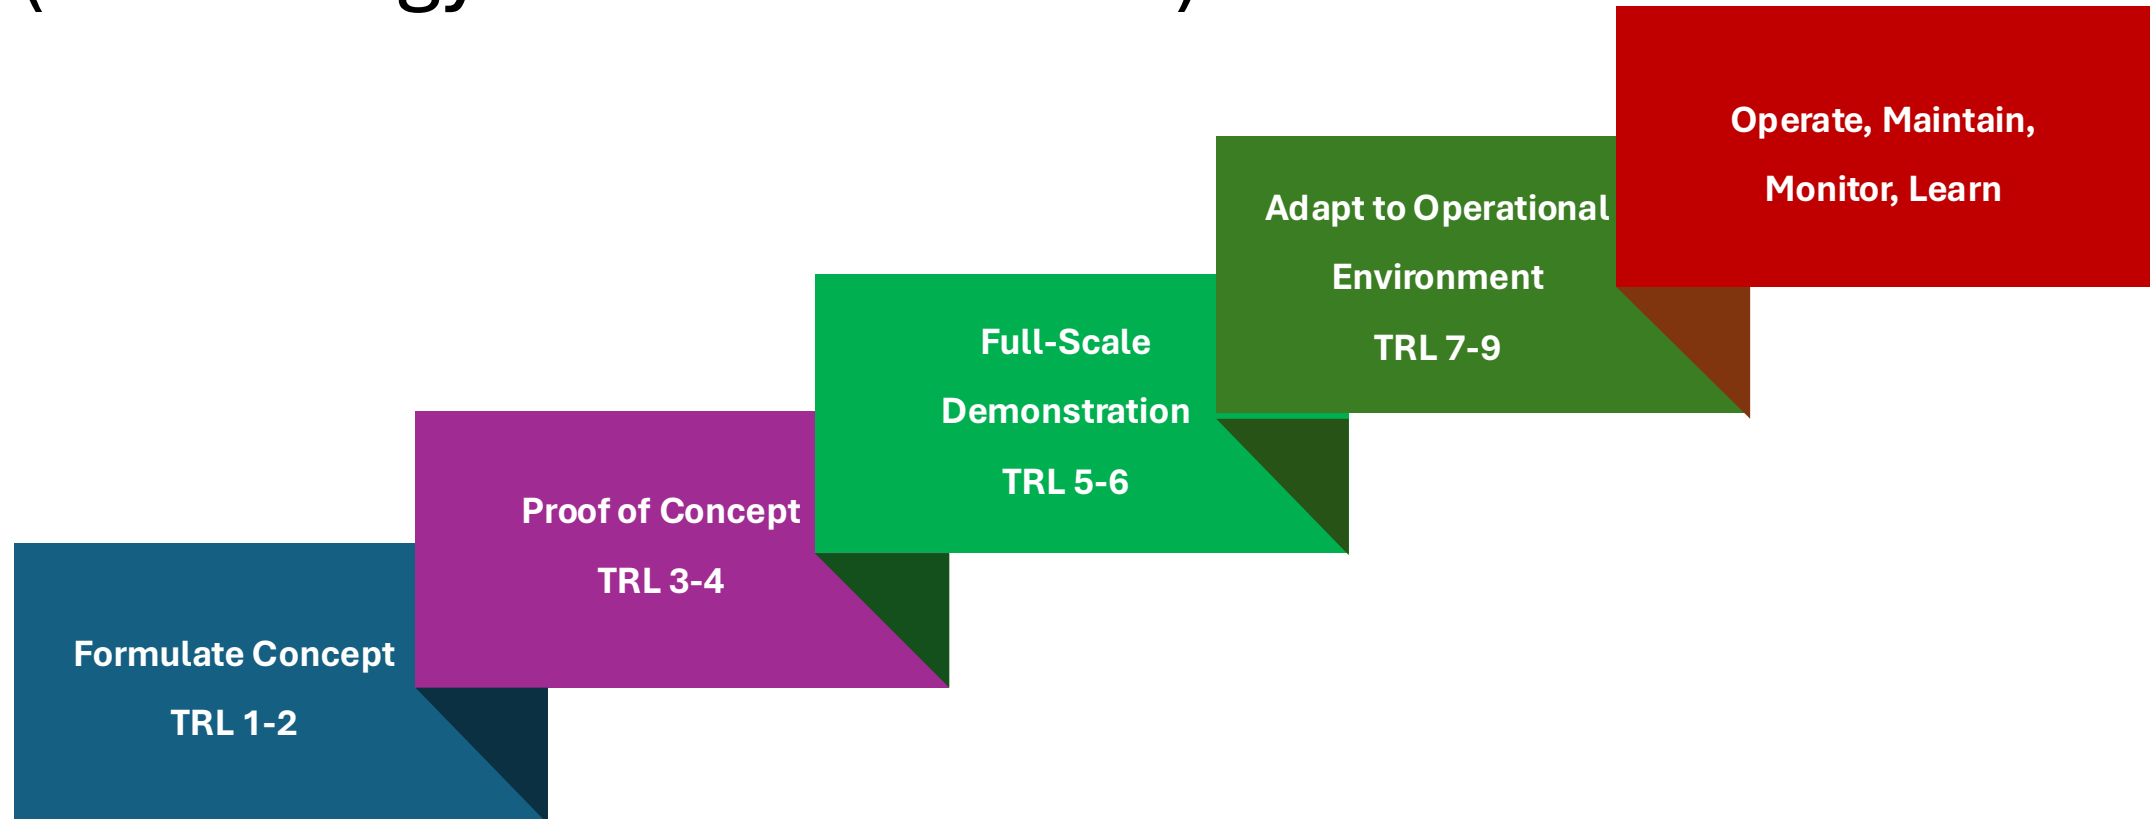 Operate, Maintain,
Monitor, Learn
Adapt to Operational
Environment
TRL 7-9
Full-Scale
Demonstration
TRL 5-6
Proof of Concept
TRL 3-4
Formulate Concept
TRL 1-2